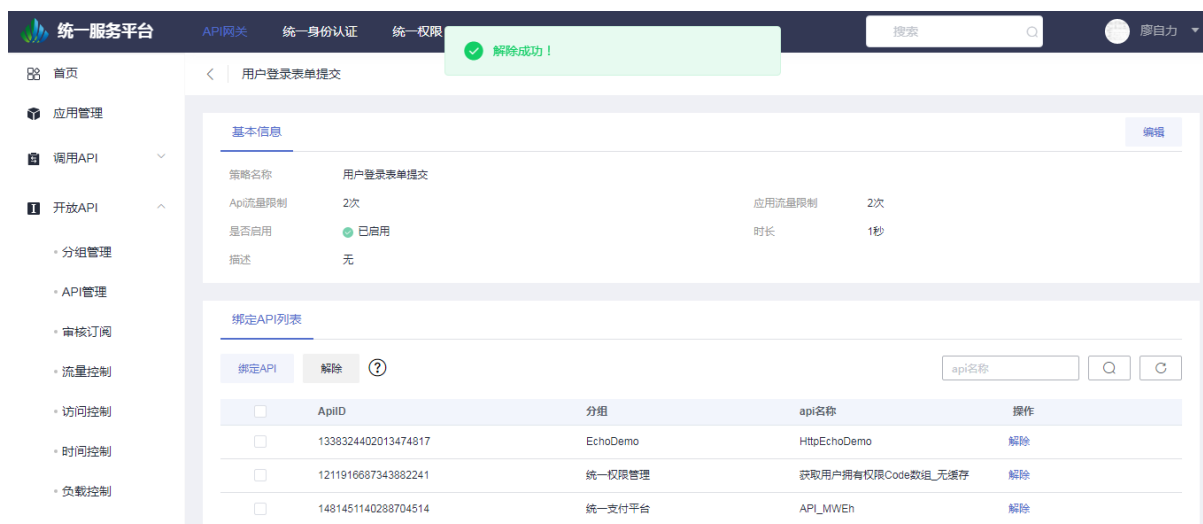 统一服务平台
API网关 统一身份认证 统一权限
解除成功！
搜索
廖自力
首页
用户登录表单提交
应用管理
调用API
开放API
分组管理
API管理
审核订阅
流量控制
访问控制
时间控制
负载控制
基本信息
编辑
策略名称 用户登录表单提交
Api流量限制 2次 应用流量限制 2次
是否启用 已启用 时长 1秒
描述 无
绑定API列表
绑定API 解除 ? api名称
ApiID 分组 api名称 操作
1338324402013474817 EchoDemo HttpEchoDemo 解除
1211916687343882241 统一权限管理 获取用户拥有权限Code数组_无缓存 解除
1481451140288704514 统一支付平台 API_MWEh 解除